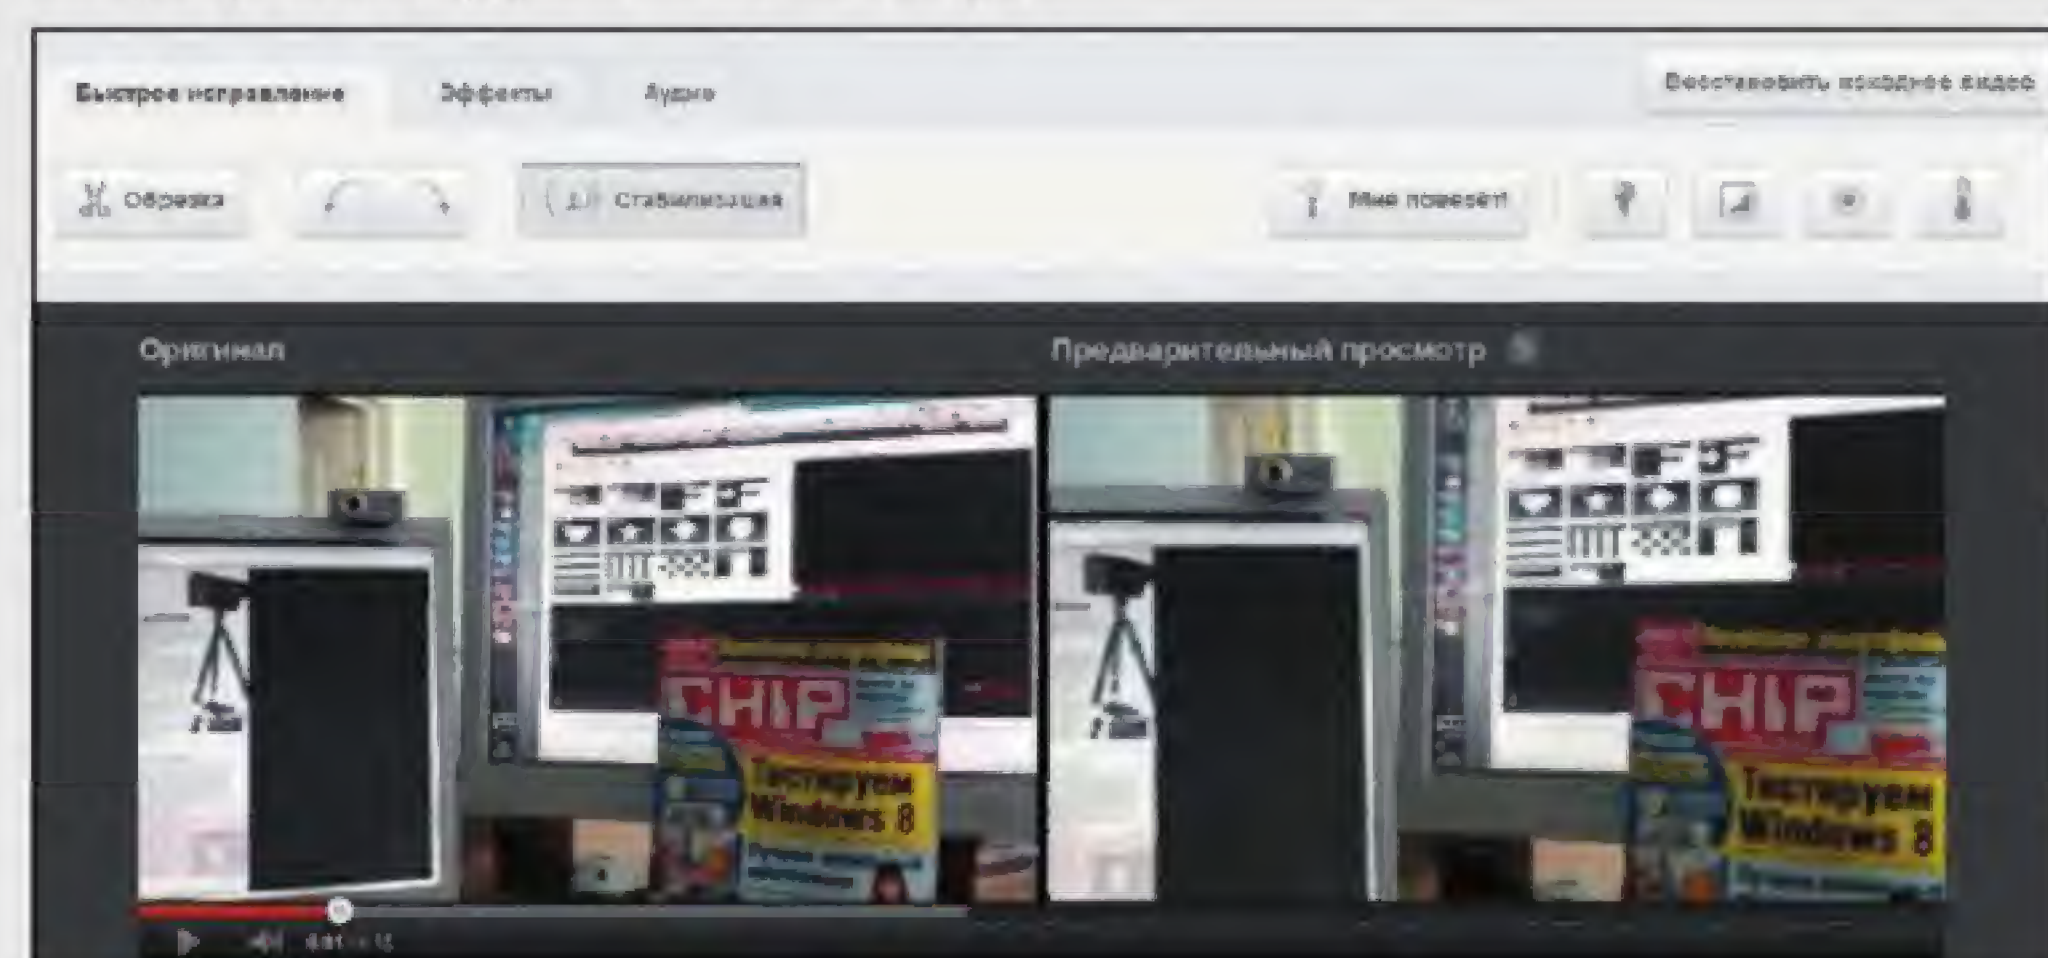 Быстрое исправление
Эффекты
Аудио
Восстановить исходное видео
Обрезка
Стабилизация
Мне повезёт!
Оригинал
Предварительный просмотр
CHIP
Тестируем
Windows 8
CHIP
Тестируем
Windows 8